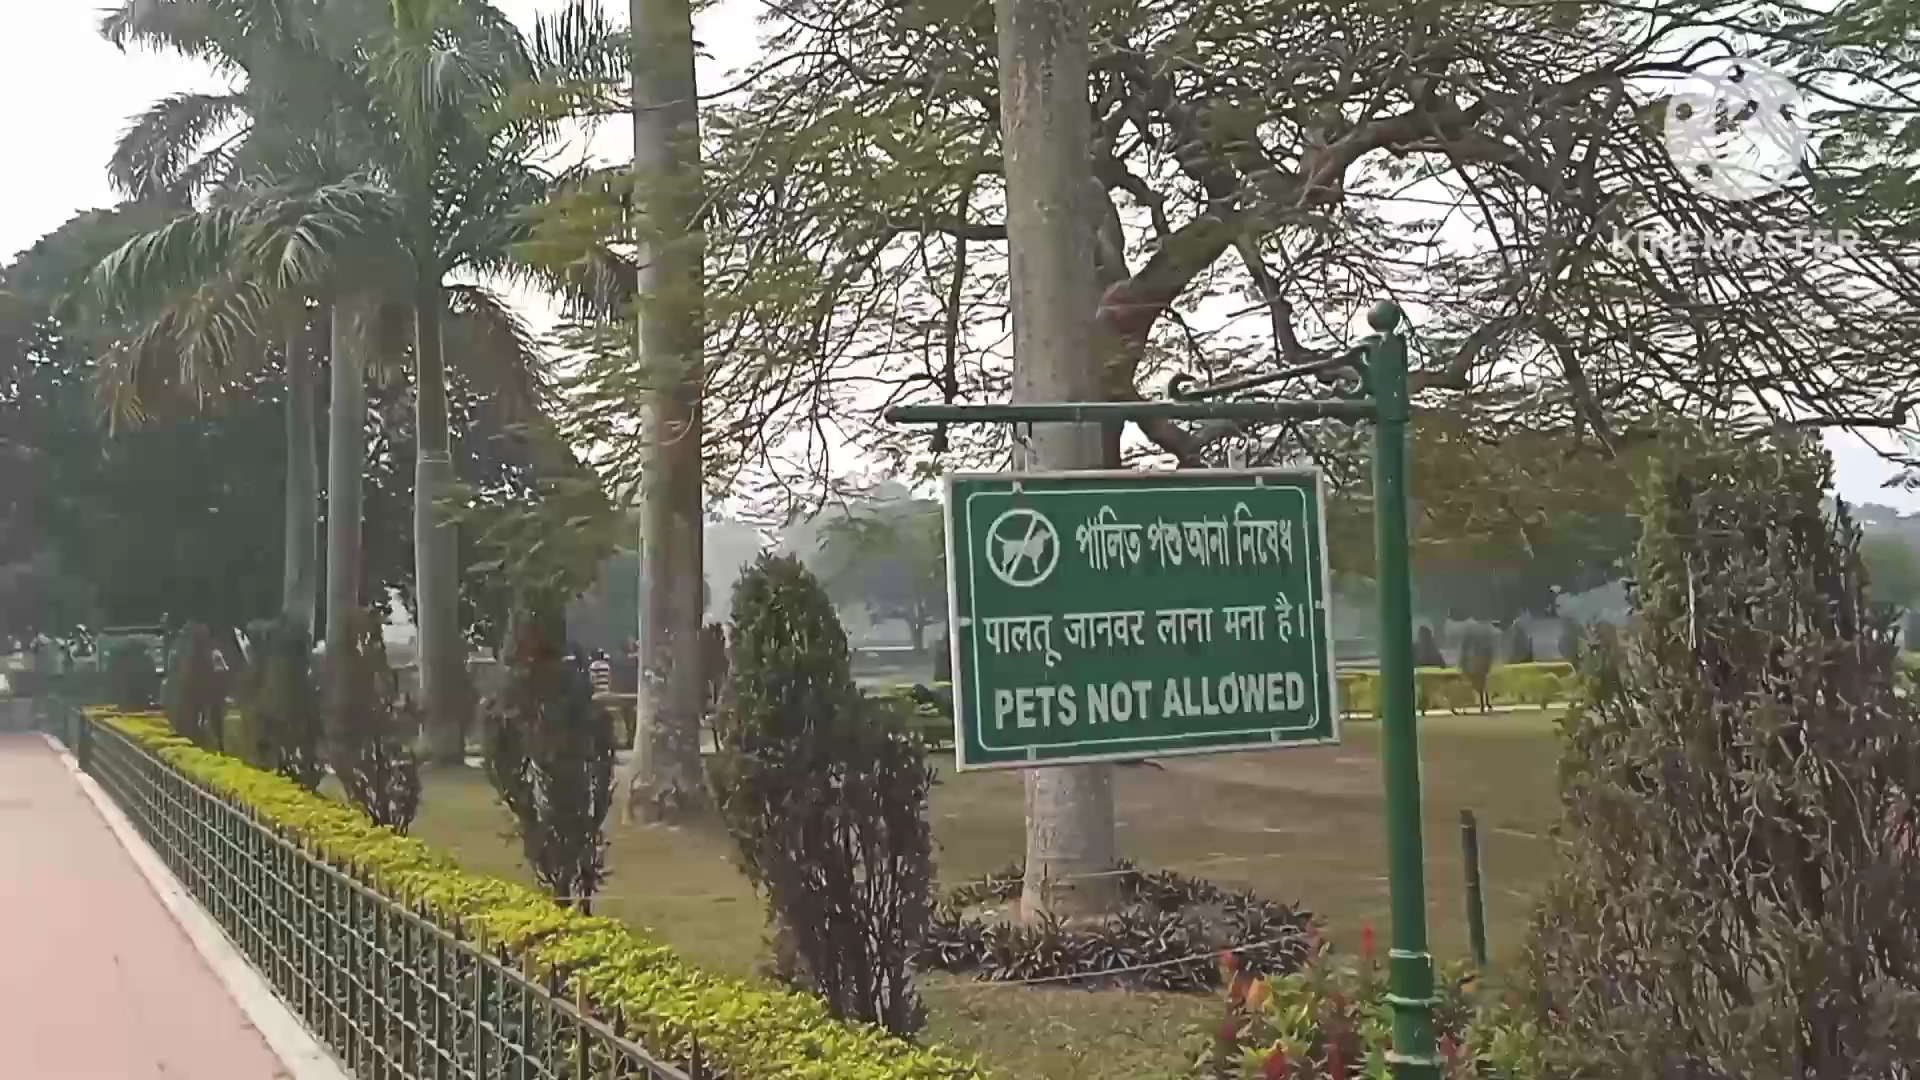 KINEMASTER
পালিত পশু আনা নিষেধ
पालतू जानवर लाना मना है।
PETS NOT ALLOWED